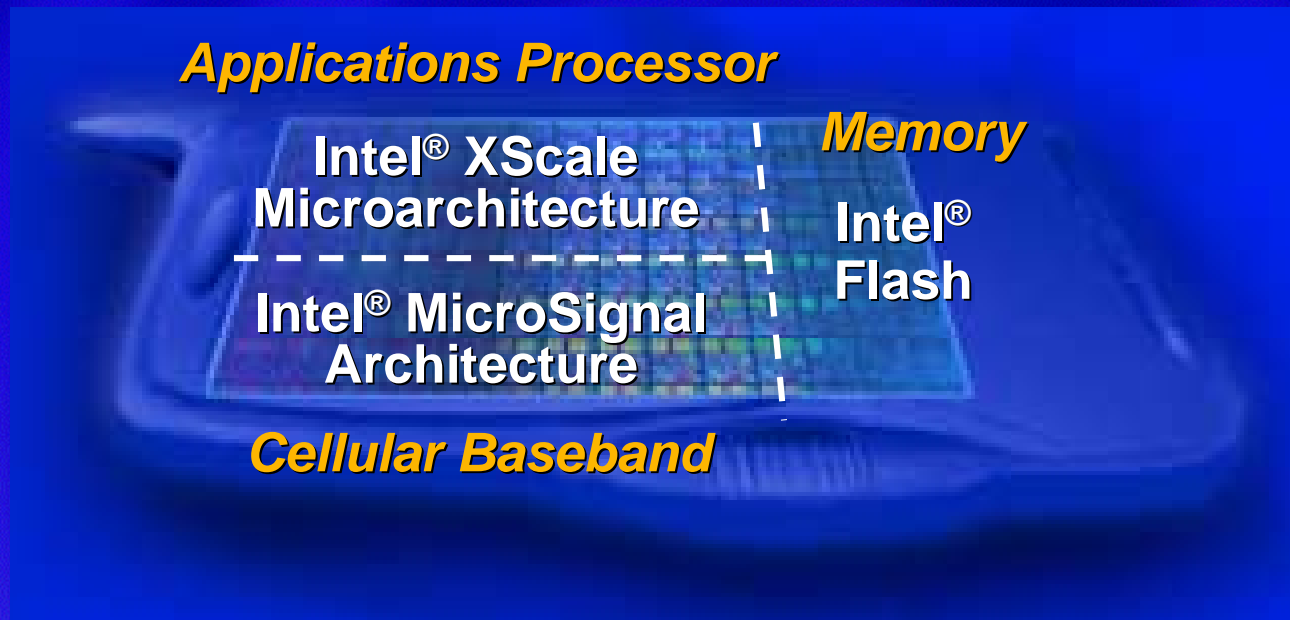 Applications Processor
Intel® XScale
Microarchitecture
Memory
Intel®
Flash
Intel® MicroSignal
Architecture
Cellular Baseband